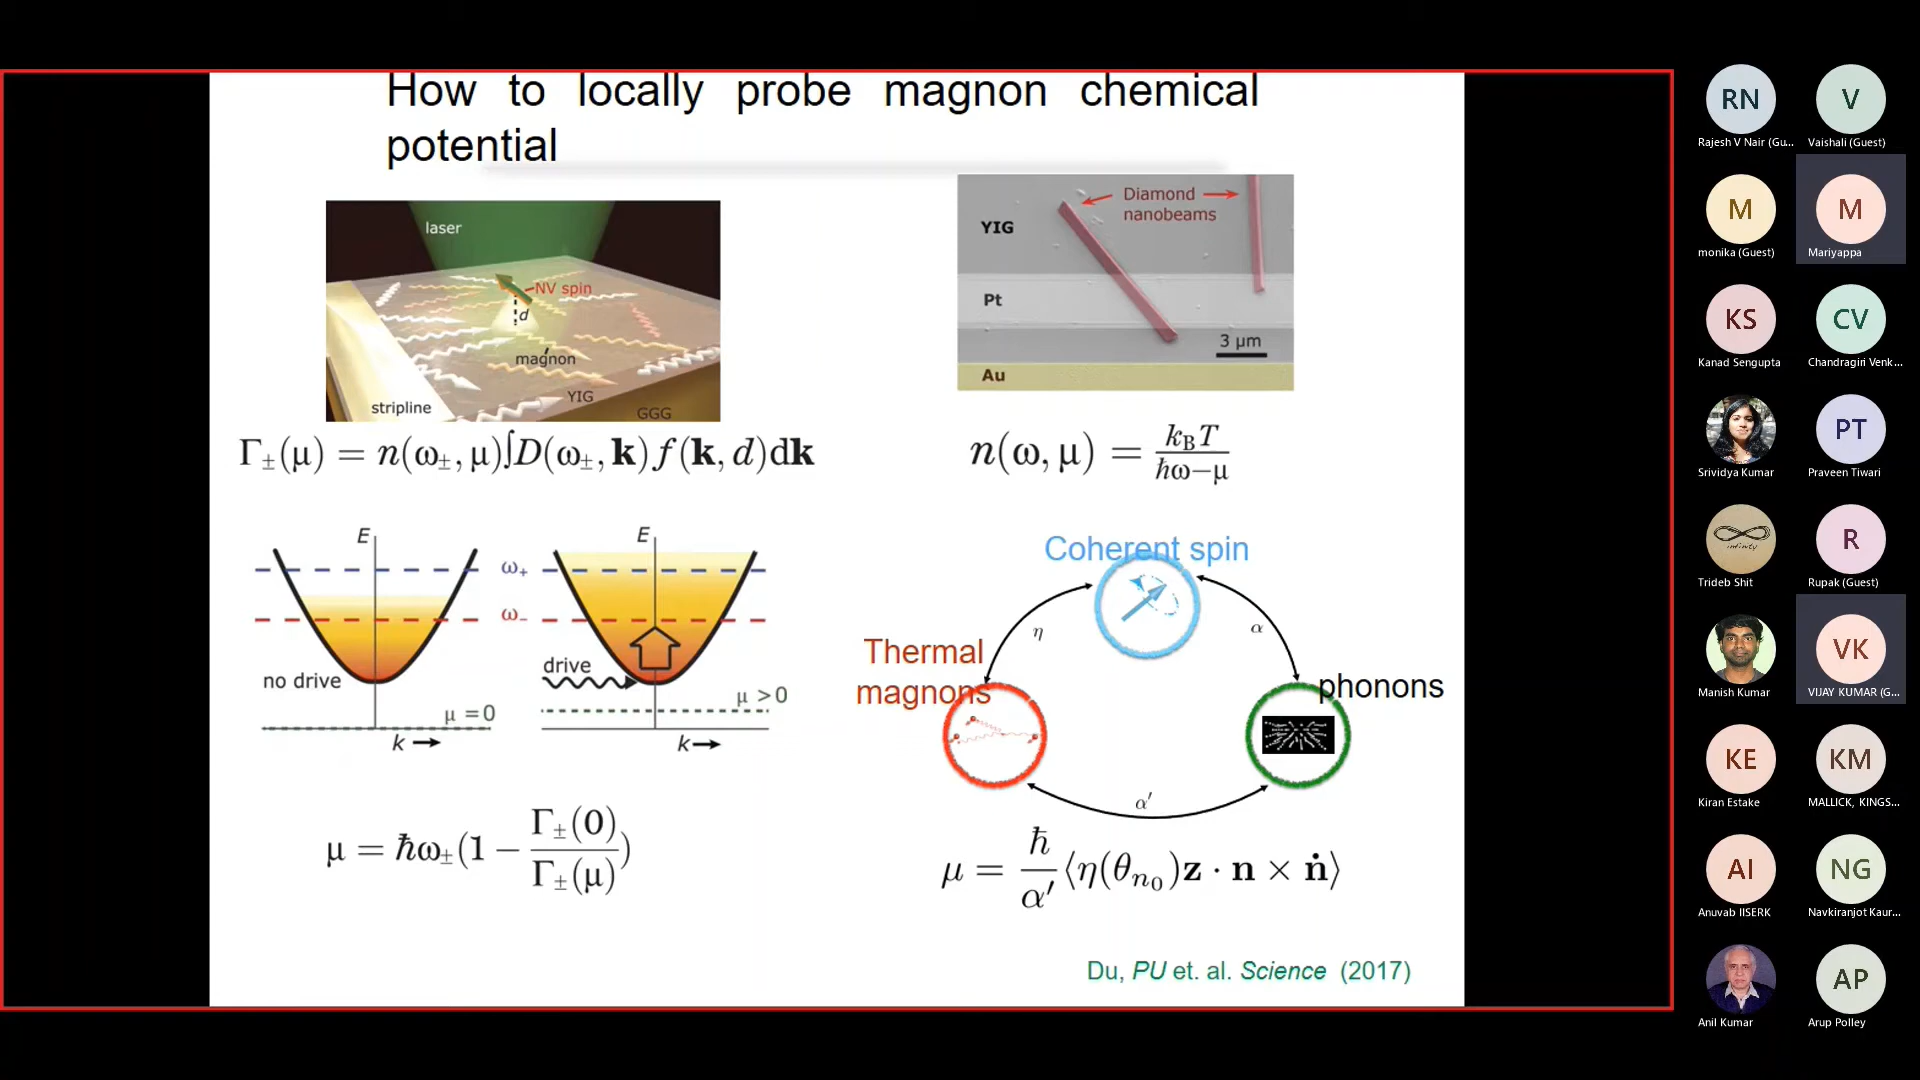 How to locally probe magnon chemical
potential
laser
NV spin
d
magnon
YIG
stripline
GGG
Diamond
nanobeams
YIG
Pt
3 μm
Au
Γ±(μ) = n(ω±, μ)∫D(ω±, k) f(k, d)dk
n(ω, μ) = k_BT / ħω−μ
E
ω+
ω−
no drive
μ = 0
k
E
drive
μ > 0
k
Coherent spin
η
α
Thermal
magnons
phonons
α′
μ = ħω±(1 − Γ±(0) / Γ±(μ))
μ = ħ/α′ ⟨η(θ_n₀)z · n × ṅ⟩
Du, PU et. al. Science (2017)
RN
Rajesh V Nair (Gu...
V
Vaishali (Guest)
M
monika (Guest)
M
Mariyappa
KS
Kanad Sengupta
CV
Chandragiri Venk...
Srividya Kumar
PT
Praveen Tiwari
infinity
Trideb Shit
R
Rupak (Guest)
Manish Kumar
VK
VIJAY KUMAR (G...
KE
Kiran Estake
KM
MALLICK, KINGS...
AI
Anuvab IISERK
NG
Navkiranjot Kaur...
Anil Kumar
AP
Arup Polley